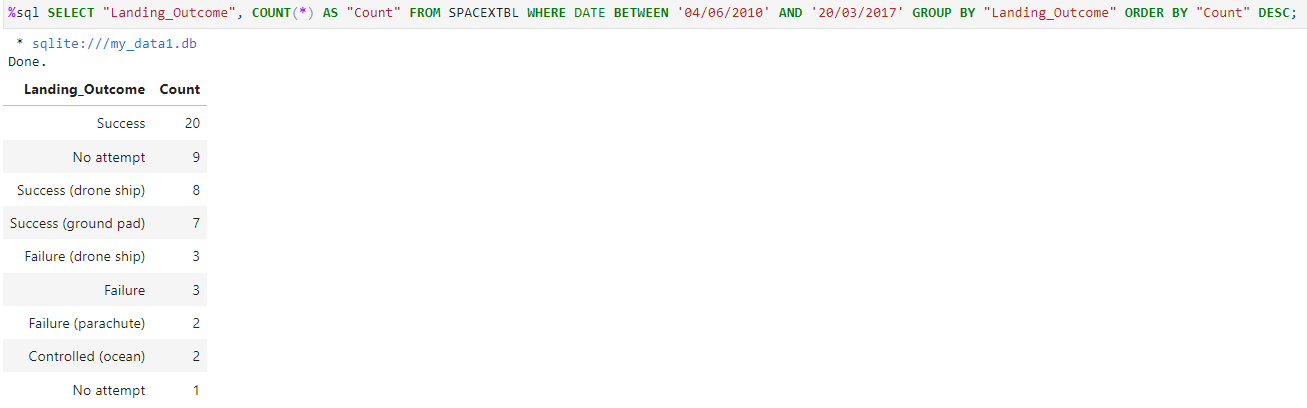 %sql SELECT "Landing_Outcome", COUNT(*) AS "Count" FROM SPACEXTBL WHERE DATE BETWEEN '04/06/2010' AND '20/03/2017' GROUP BY "Landing_Outcome" ORDER BY "Count" DESC;
* sqlite:///my_data1.db
Done.
Landing_Outcome Count
Success 20
No attempt 9
Success (drone ship) 8
Success (ground pad) 7
Failure (drone ship) 3
Failure 3
Failure (parachute) 2
Controlled (ocean) 2
No attempt 1